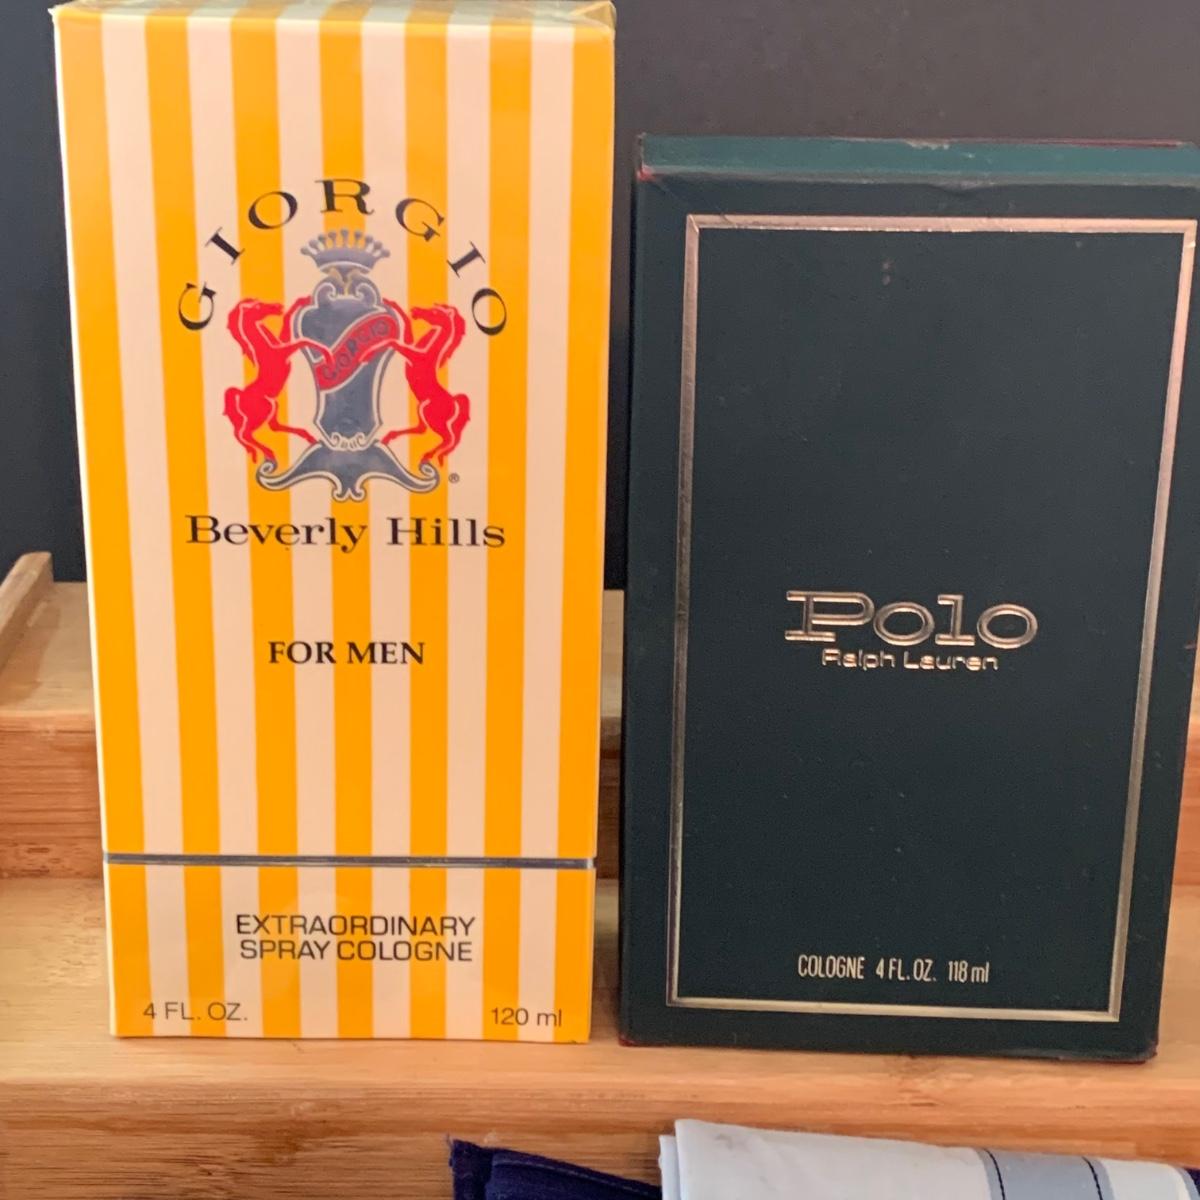 GIORGIO
GIORGIO
Beverly Hills
FOR MEN
EXTRAORDINARY
SPRAY COLOGNE
4 FL. OZ.
120 ml
Polo
Ralph Lauren
COLOGNE 4 FL. OZ. 118 ml